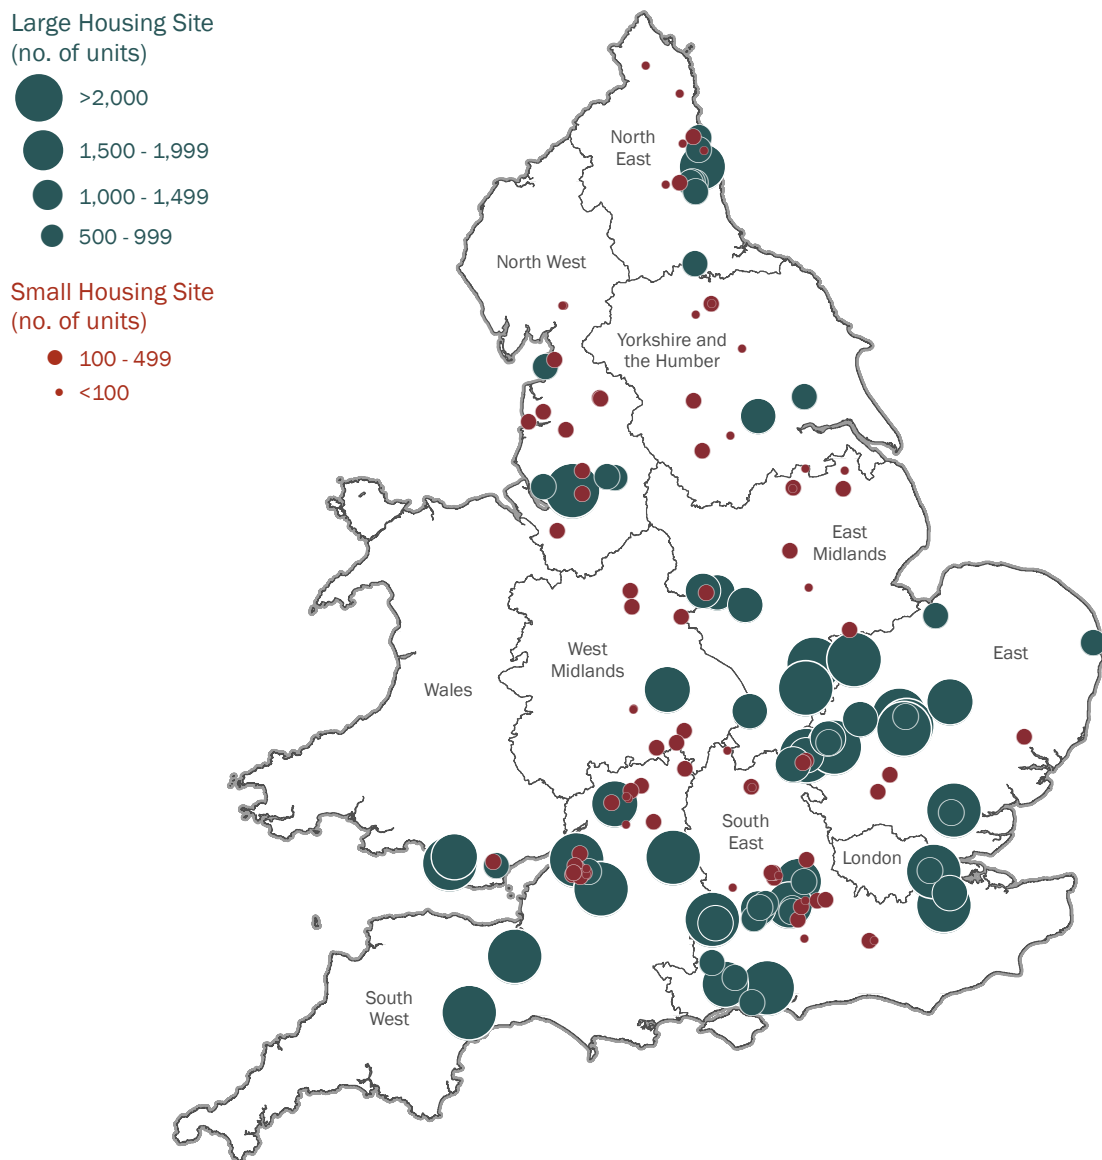 Large Housing Site
(no. of units)
>2,000
1,500 - 1,999
1,000 - 1,499
500 - 999
Small Housing Site
(no. of units)
100 - 499
<100
North
East
North West
Yorkshire and
the Humber
East
Midlands
West
Midlands
East
Wales
South
East
London
South
West